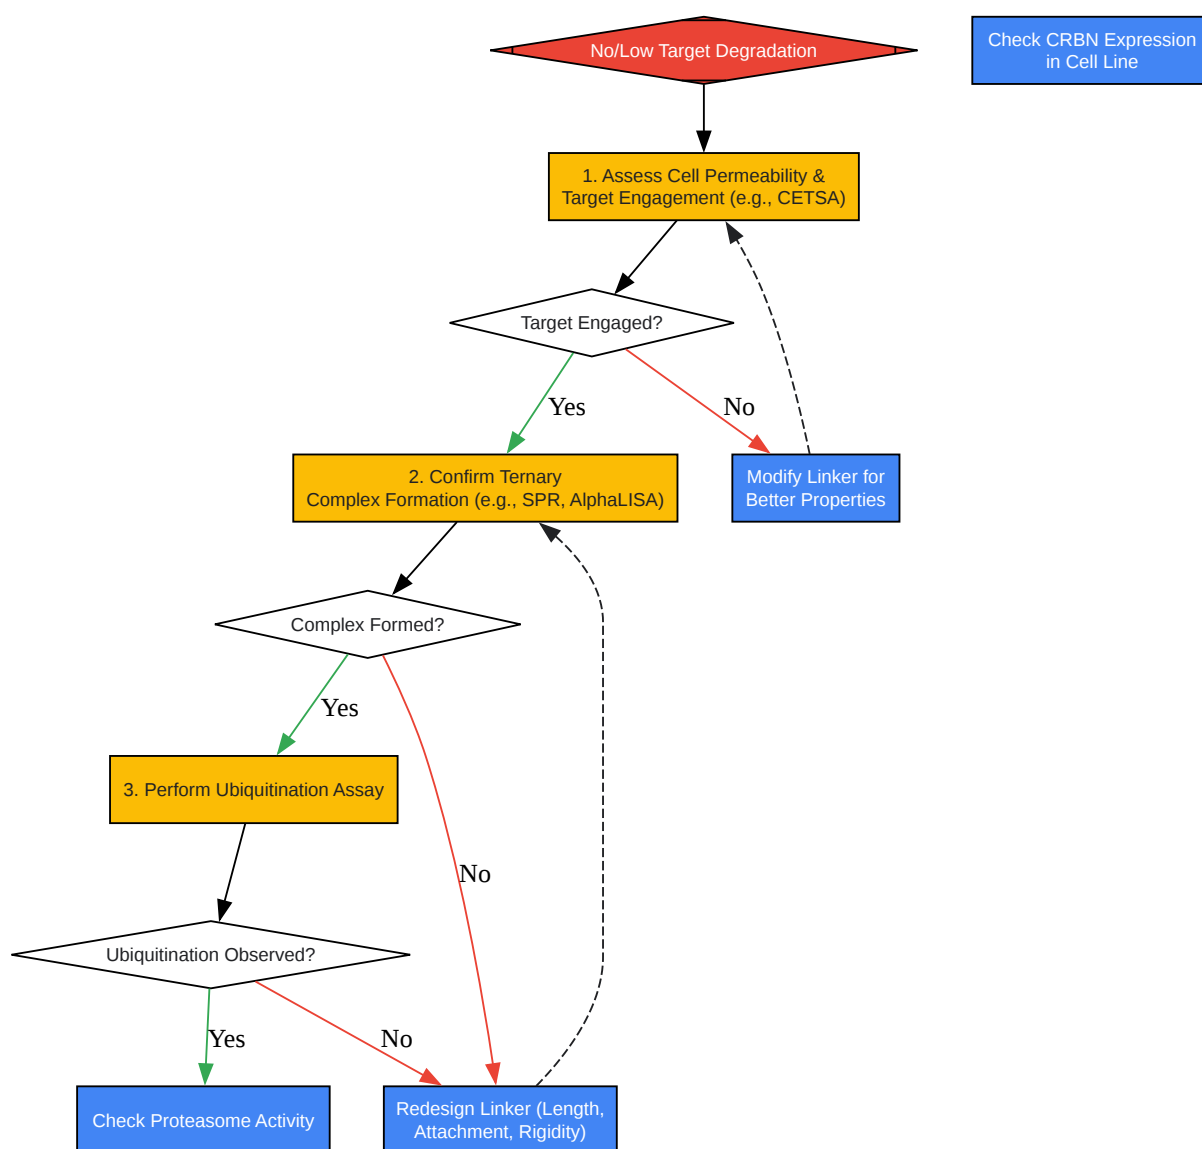 No/Low Target Degradation
Check CRBN Expression
in Cell Line
1. Assess Cell Permeability &
Target Engagement (e.g., CETSA)
Target Engaged?
Yes
No
2. Confirm Ternary
Complex Formation (e.g., SPR, AlphaLISA)
Modify Linker for
Better Properties
Complex Formed?
Yes
No
3. Perform Ubiquitination Assay
Ubiquitination Observed?
Yes
No
Check Proteasome Activity
Redesign Linker (Length,
Attachment, Rigidity)